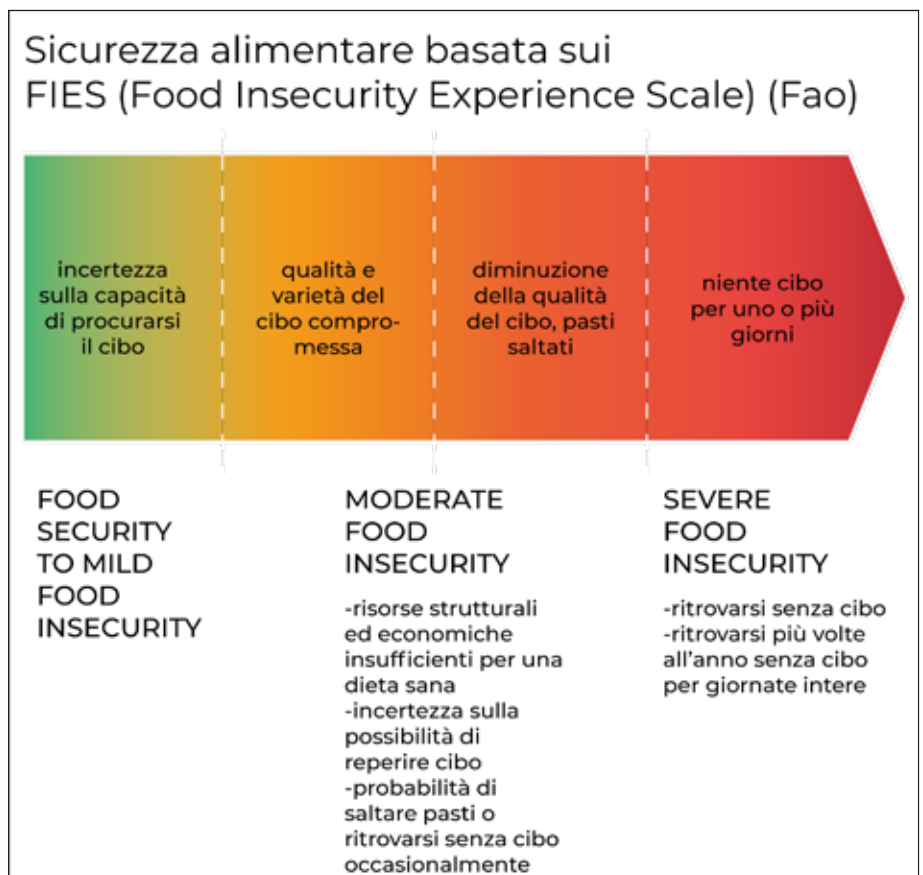 Sicurezza alimentare basata sui
FIES (Food Insecurity Experience Scale) (Fao)
incertezza
sulla capacità
di procurarsi
il cibo
qualità e
varietà del
cibo compro-
messa
diminuzione
della qualità
del cibo, pasti
saltati
niente cibo
per uno o più
giorni
FOOD
SECURITY
TO MILD
FOOD
INSECURITY
MODERATE
FOOD
INSECURITY
-risorse strutturali
ed economiche
insufficienti per una
dieta sana
-incertezza sulla
possibilità di
reperire cibo
-probabilità di
saltare pasti o
ritrovarsi senza cibo
occasionalmente
SEVERE
FOOD
INSECURITY
-ritrovarsi senza cibo
-ritrovarsi più volte
all'anno senza cibo
per giornate intere